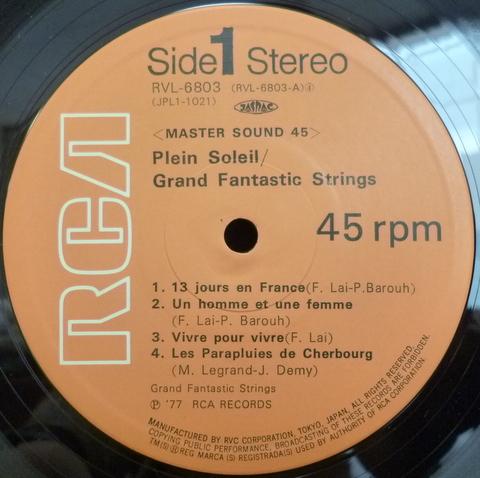 Side 1 Stereo
RVL-6803 (RVL-6803-A) 4
(JPL1-1021) JASRAC
<MASTER SOUND 45>
Plein Soleil/
Grand Fantastic Strings
RCA
45 rpm
1. 13 jours en France(F. Lai-P.Barouh)
2. Un homme et une femme
(F. Lai-P. Barouh)
3. Vivre pour vivre(F. Lai)
4. Les Parapluies de Cherbourg
(M. Legrand-J. Demy)
Grand Fantastic Strings
℗ '77 RCA RECORDS
MANUFACTURED BY RVC CORPORATION, TOKYO, JAPAN, ALL RIGHTS RESERVED.
COPYING PUBLIC PERFORMANCE, BROADCASTING OF THESE RECORDS ARE FORBIDDEN.
TM(S)® REG MARCA (S) REGISTRADA(S) USED BY AUTHORITY OF RCA CORPORATION.